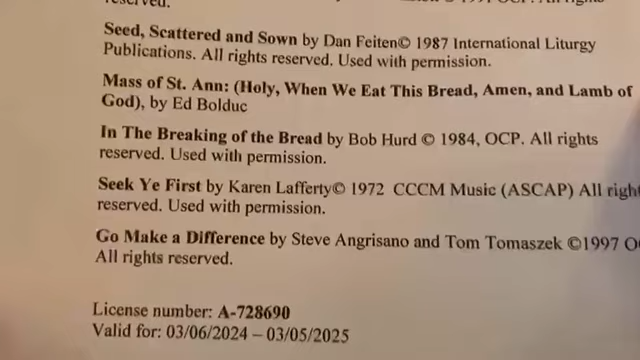 reserved.
Seed, Scattered and Sown by Dan Feiten© 1987 International Liturgy
Publications. All rights reserved. Used with permission.
Mass of St. Ann: (Holy, When We Eat This Bread, Amen, and Lamb of
God), by Ed Bolduc
In The Breaking of the Bread by Bob Hurd © 1984, OCP. All rights
reserved. Used with permission.
Seek Ye First by Karen Lafferty© 1972 CCCM Music (ASCAP) All right
reserved. Used with permission.
Go Make a Difference by Steve Angrisano and Tom Tomaszek ©1997 O
All rights reserved.
License number: A-728690
Valid for: 03/06/2024 – 03/05/2025